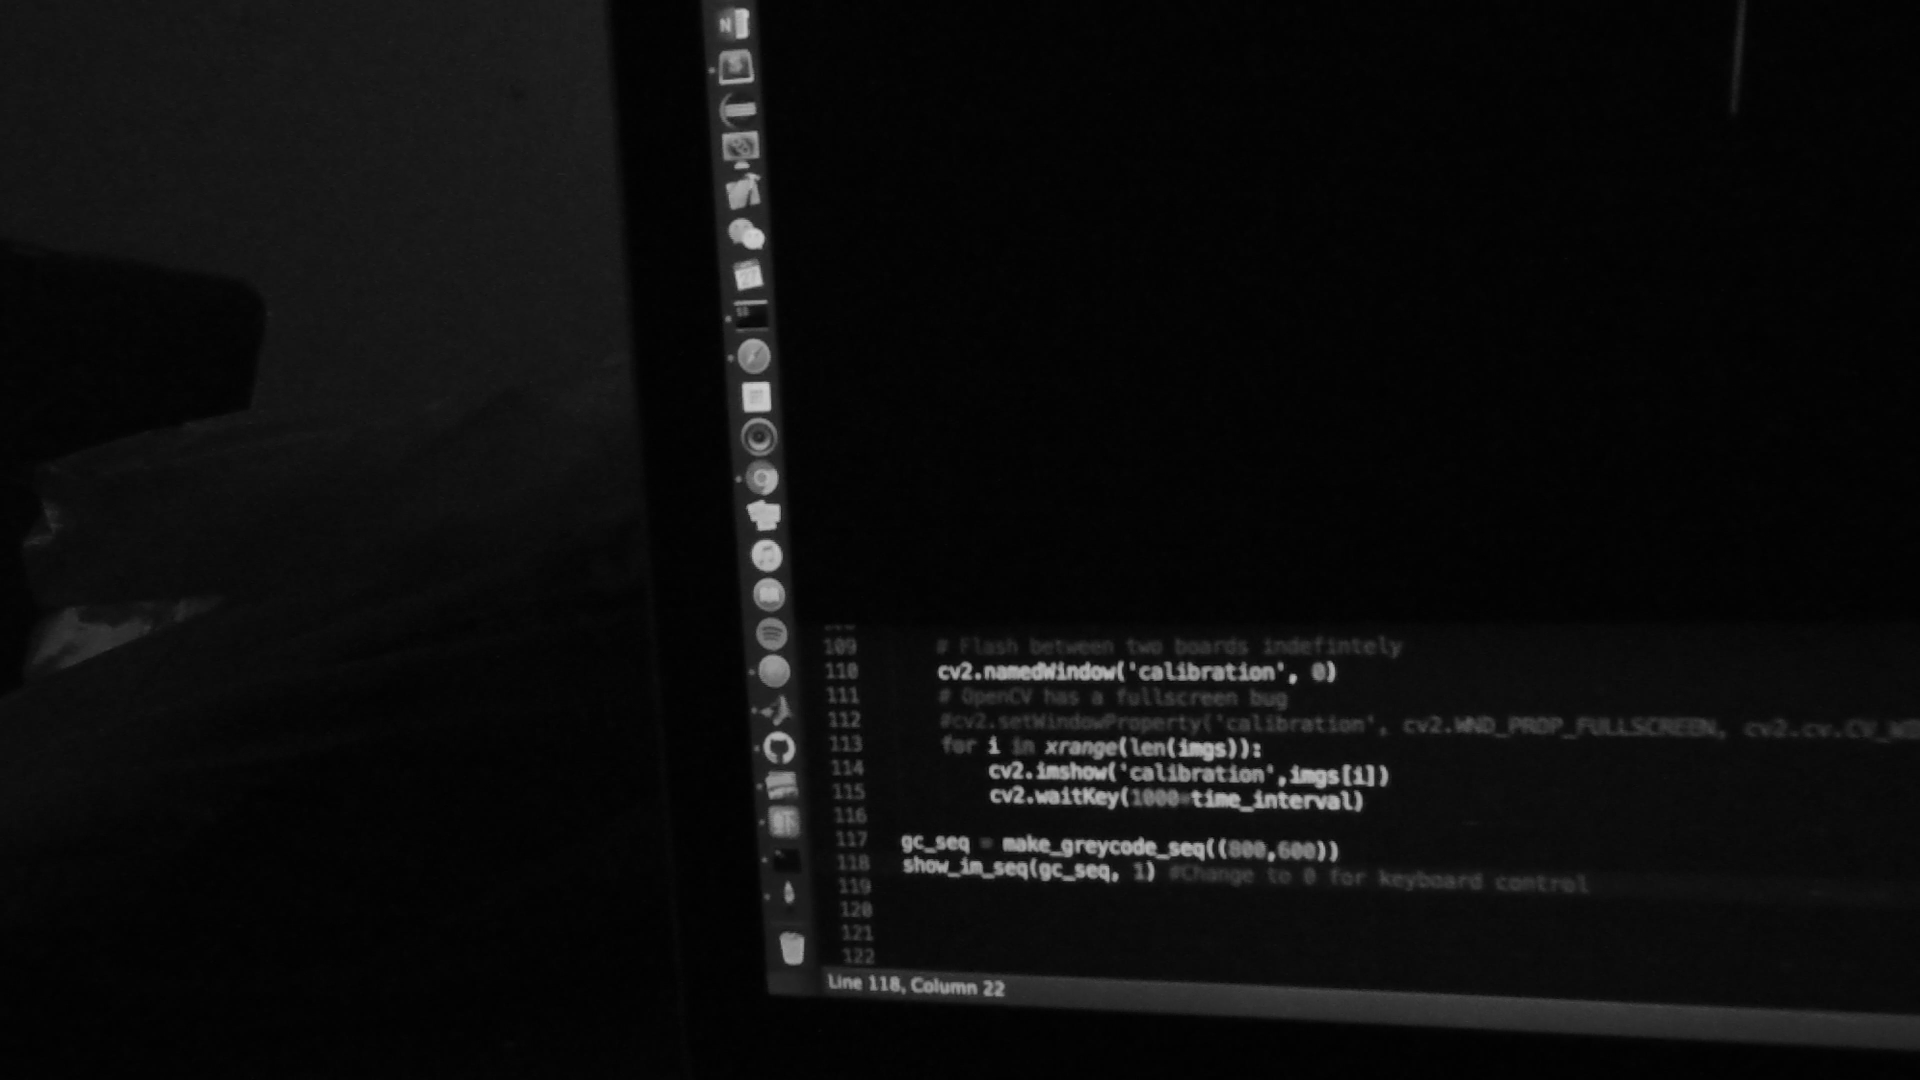 109 # Flash between two boards indefintely
110 cv2.namedWindow('calibration', 0)
111 # OpenCV has a fullscreen bug
112 #cv2.setWindowProperty('calibration', cv2.WND_PROP_FULLSCREEN, cv2.cv.CV_WI
113 for i in xrange(len(imgs)):
114 cv2.imshow('calibration',imgs[i])
115 cv2.waitKey(1000*time_interval)
116
117 gc_seq = make_greycode_seq((800,600))
118 show_im_seq(gc_seq, 1) #Change to 0 for keyboard control
119
120
121
122
Line 118, Column 22